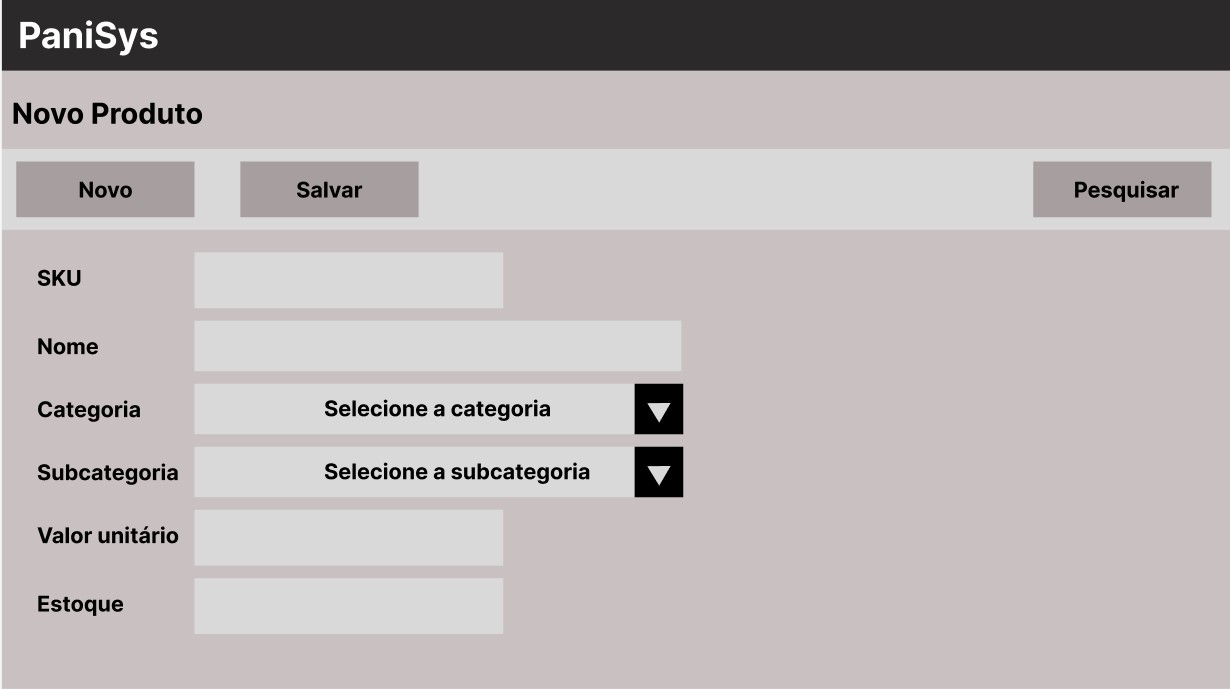 PaniSys
Novo Produto
Novo
Salvar
Pesquisar
SKU
Nome
Categoria
Selecione a categoria
Subcategoria
Selecione a subcategoria
Valor unitário
Estoque